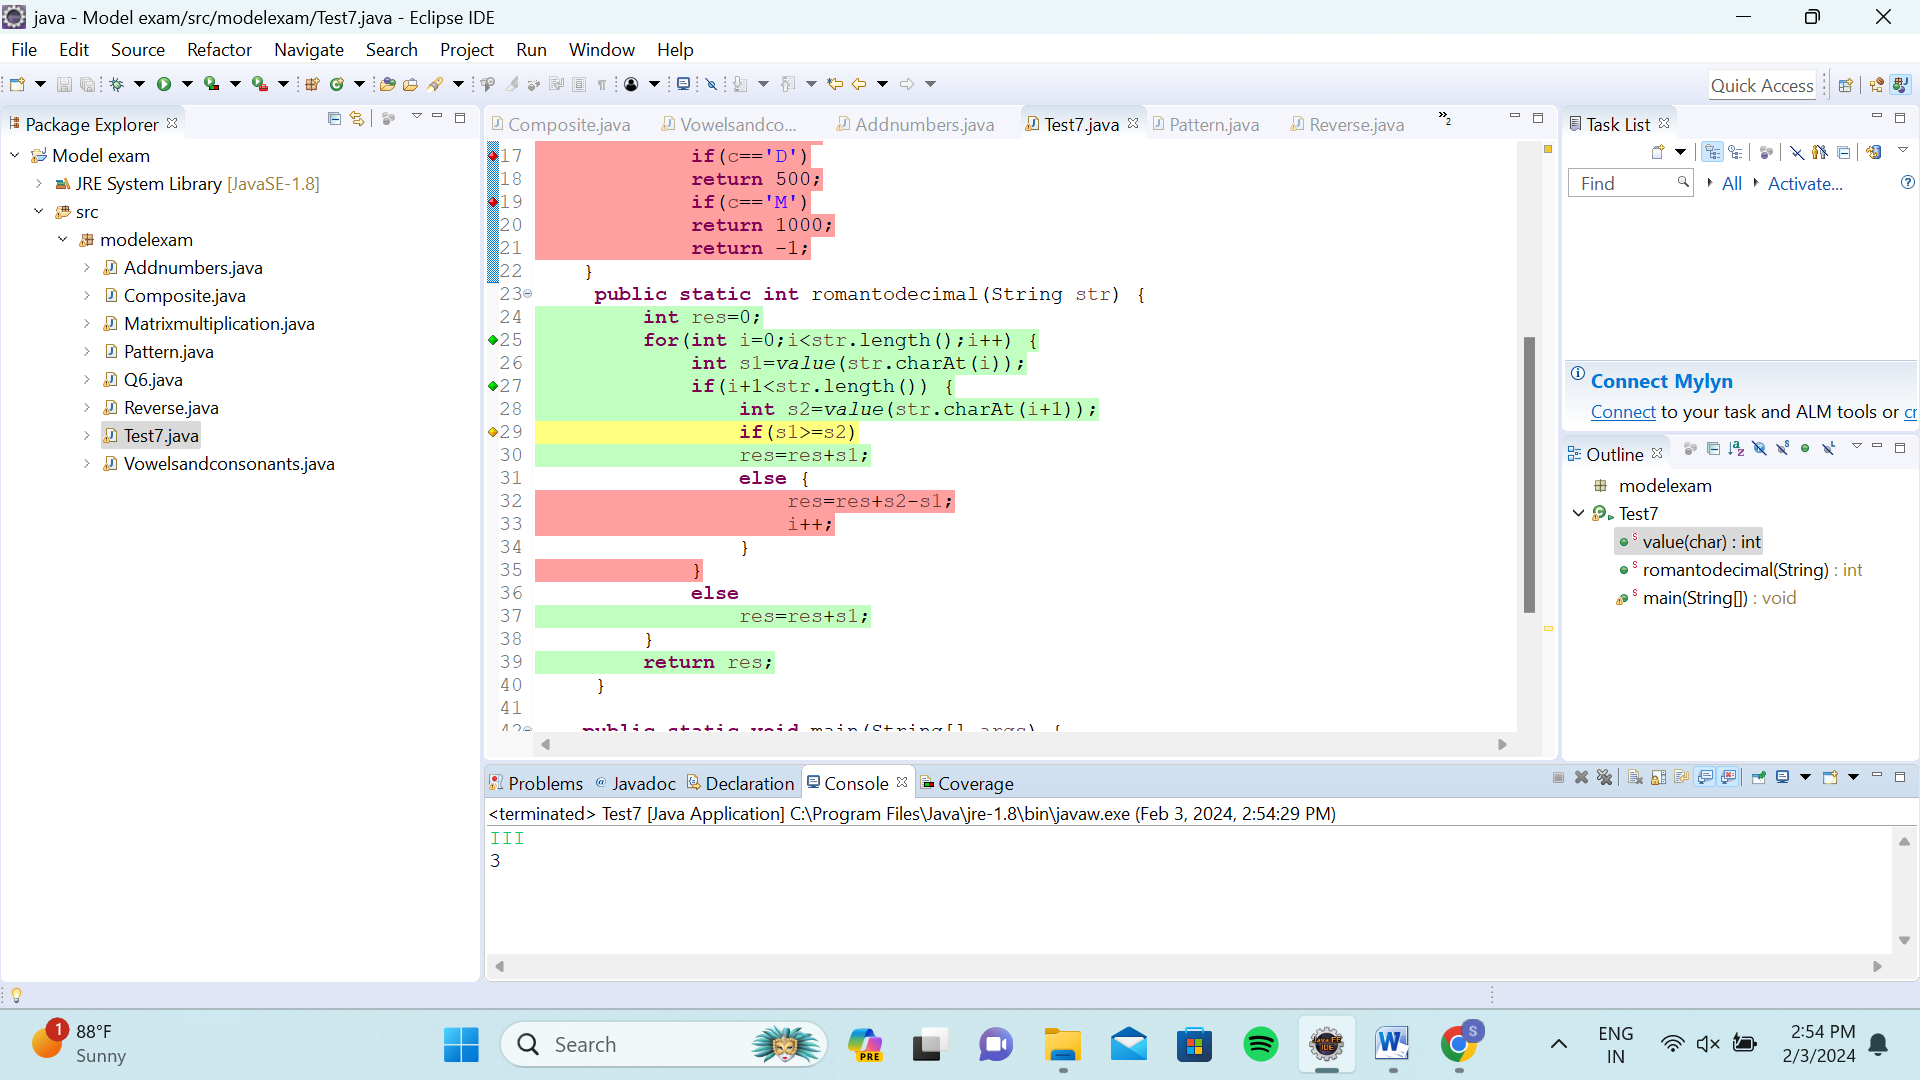 java - Model exam/src/modelexam/Test7.java - Eclipse IDE
File Edit Source Refactor Navigate Search Project Run Window Help
Quick Access
Package Explorer
Model exam
JRE System Library [JavaSE-1.8]
src
modelexam
Addnumbers.java
Composite.java
Matrixmultiplication.java
Pattern.java
Q6.java
Reverse.java
Test7.java
Vowelsandconsonants.java
Composite.java Vowelsandco... Addnumbers.java Test7.java Pattern.java Reverse.java »2
17 if(c=='D')
18 return 500;
19 if(c=='M')
20 return 1000;
21 return -1;
22 }
23 public static int romantodecimal(String str) {
24 int res=0;
25 for(int i=0;i<str.length();i++) {
26 int s1=value(str.charAt(i));
27 if(i+1<str.length()) {
28 int s2=value(str.charAt(i+1));
29 if(s1>=s2)
30 res=res+s1;
31 else {
32 res=res+s2-s1;
33 i++;
34 }
35 }
36 else
37 res=res+s1;
38 }
39 return res;
40 }
41
42 public static void main(String[] args) {
Task List
Find All Activate...
Connect Mylyn
Connect to your task and ALM tools or cr
Outline
modelexam
Test7
value(char) : int
romantodecimal(String) : int
main(String[]) : void
Problems @ Javadoc Declaration Console Coverage
<terminated> Test7 [Java Application] C:\Program Files\Java\jre-1.8\bin\javaw.exe (Feb 3, 2024, 2:54:29 PM)
III
3
1
88°F
Sunny
Search
PRE
Java EE
IDE
W
S
ENG
IN
2:54 PM
2/3/2024